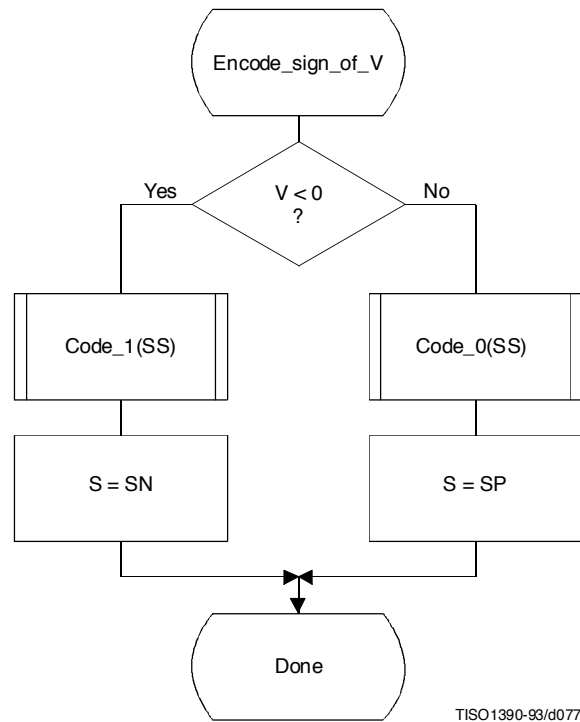 Encode_sign_of_V
Yes
V < 0
?
No
Code_1(SS)
Code_0(SS)
S = SN
S = SP
Done
TISO1390-93/d077